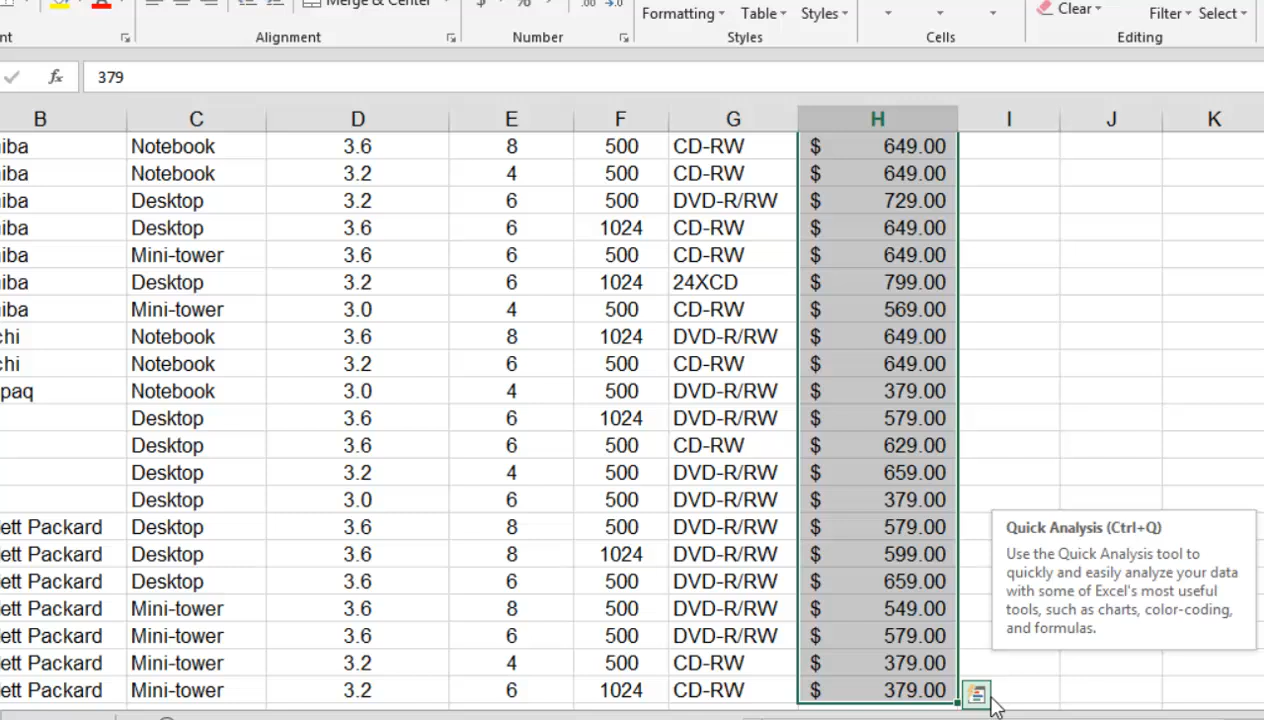 Merge & Center
Formatting Table Styles Clear Filter Select
nt Alignment Number Styles Cells Editing
fx 379
B C D E F G H I J K
iba Notebook 3.6 8 500 CD-RW $ 649.00
iba Notebook 3.2 4 500 CD-RW $ 649.00
iba Desktop 3.2 6 500 DVD-R/RW $ 729.00
iba Desktop 3.6 6 1024 CD-RW $ 649.00
iba Mini-tower 3.6 6 500 CD-RW $ 649.00
iba Desktop 3.2 6 1024 24XCD $ 799.00
iba Mini-tower 3.0 4 500 CD-RW $ 569.00
chi Notebook 3.6 8 1024 DVD-R/RW $ 649.00
chi Notebook 3.2 6 500 CD-RW $ 649.00
paq Notebook 3.0 4 500 DVD-R/RW $ 379.00
Desktop 3.6 6 1024 DVD-R/RW $ 579.00
Desktop 3.6 6 500 CD-RW $ 629.00
Desktop 3.2 4 500 DVD-R/RW $ 659.00
Desktop 3.0 6 500 DVD-R/RW $ 379.00
ett Packard Desktop 3.6 8 500 DVD-R/RW $ 579.00
ett Packard Desktop 3.6 8 1024 DVD-R/RW $ 599.00
ett Packard Desktop 3.6 6 500 DVD-R/RW $ 659.00
ett Packard Mini-tower 3.6 8 500 DVD-R/RW $ 549.00
ett Packard Mini-tower 3.2 6 500 DVD-R/RW $ 579.00
ett Packard Mini-tower 3.2 4 500 CD-RW $ 379.00
ett Packard Mini-tower 3.2 6 1024 CD-RW $ 379.00
Quick Analysis (Ctrl+Q)
Use the Quick Analysis tool to
quickly and easily analyze your data
with some of Excel's most useful
tools, such as charts, color-coding,
and formulas.